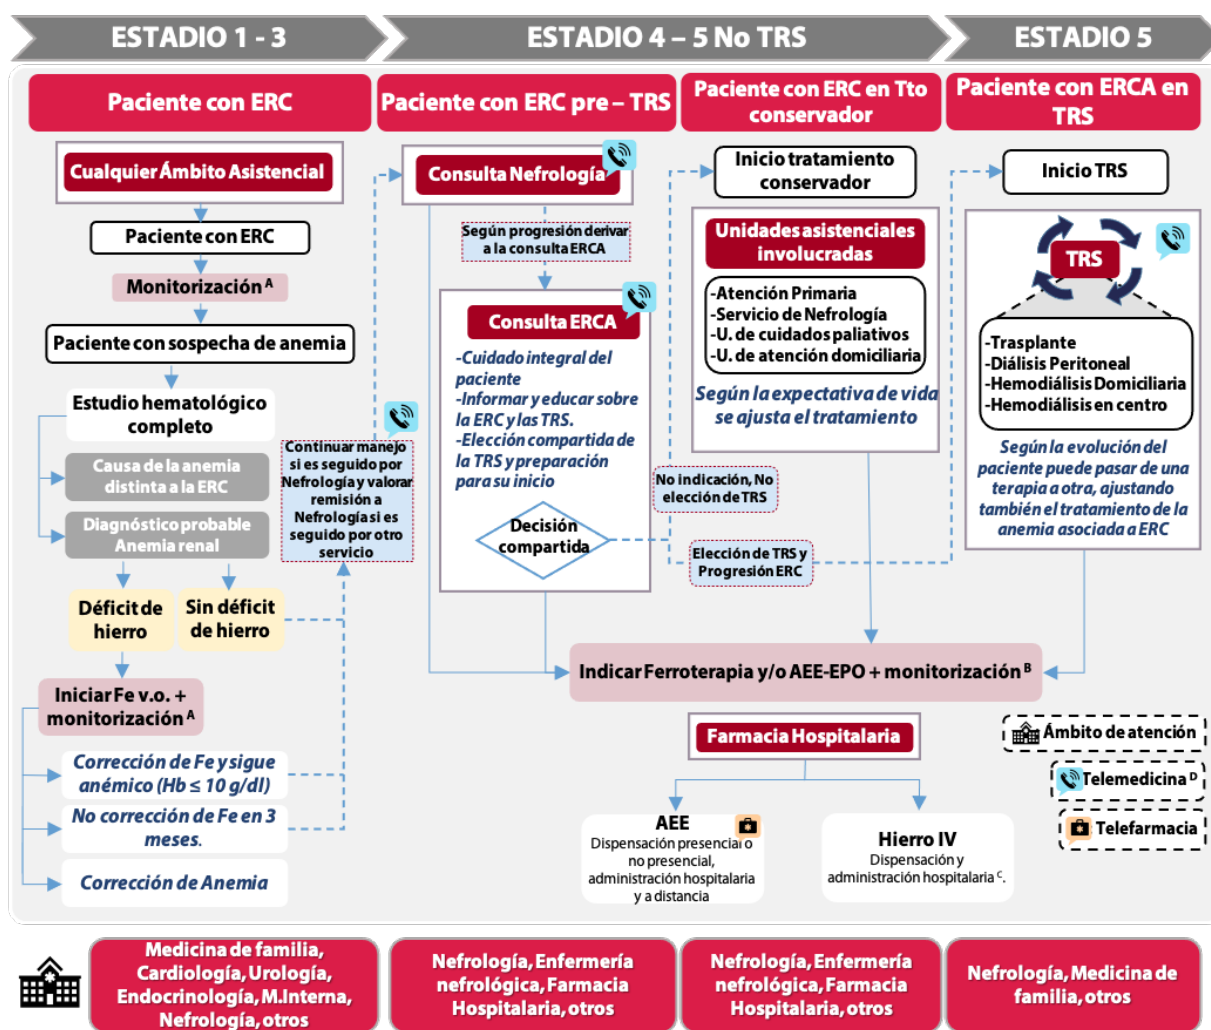 ESTADIO 1 - 3
ESTADIO 4 – 5 No TRS
ESTADIO 5
Paciente con ERC
Paciente con ERC pre – TRS
Paciente con ERC en Tto
conservador
Paciente con ERCA en
TRS
Cualquier Ámbito Asistencial
Paciente con ERC
Monitorización A
Paciente con sospecha de anemia
Estudio hematológico
completo
Causa de la anemia
distinta a la ERC
Diagnóstico probable
Anemia renal
Déficit de
hierro
Sin déficit
de hierro
Iniciar Fe v.o. +
monitorización A
Corrección de Fe y sigue
anémico (Hb ≤ 10 g/dl)
No corrección de Fe en 3
meses.
Corrección de Anemia
Continuar manejo
si es seguido por
Nefrología y valorar
remisión a
Nefrología si es
seguido por otro
servicio
Consulta Nefrología
Según progresión derivar
a la consulta ERCA
Consulta ERCA
-Cuidado integral del
paciente
-Informar y educar sobre
la ERC y las TRS.
-Elección compartida de
la TRS y preparación
para su inicio
Decisión
compartida
No indicación, No
elección de TRS
Elección de TRS y
Progresión ERC
Inicio tratamiento
conservador
Unidades asistenciales
involucradas
-Atención Primaria
-Servicio de Nefrología
-U. de cuidados paliativos
-U. de atención domiciliaria
Según la expectativa de vida
se ajusta el tratamiento
Inicio TRS
TRS
-Trasplante
-Diálisis Peritoneal
-Hemodiálisis Domiciliaria
-Hemodiálisis en centro
Según la evolución del
paciente puede pasar de una
terapia a otra, ajustando
también el tratamiento de la
anemia asociada a ERC
Indicar Ferroterapia y/o AEE-EPO + monitorización B
Farmacia Hospitalaria
AEE
Dispensación presencial o
no presencial,
administración hospitalaria
y a distancia
Hierro IV
Dispensación y
administración hospitalaria C.
Ámbito de atención
Telemedicina D
Telefarmacia
Medicina de familia,
Cardiología, Urología,
Endocrinología, M.Interna,
Nefrología, otros
Nefrología, Enfermería
nefrológica, Farmacia
Hospitalaria, otros
Nefrología, Enfermería
nefrológica, Farmacia
Hospitalaria, otros
Nefrología, Medicina de
familia, otros